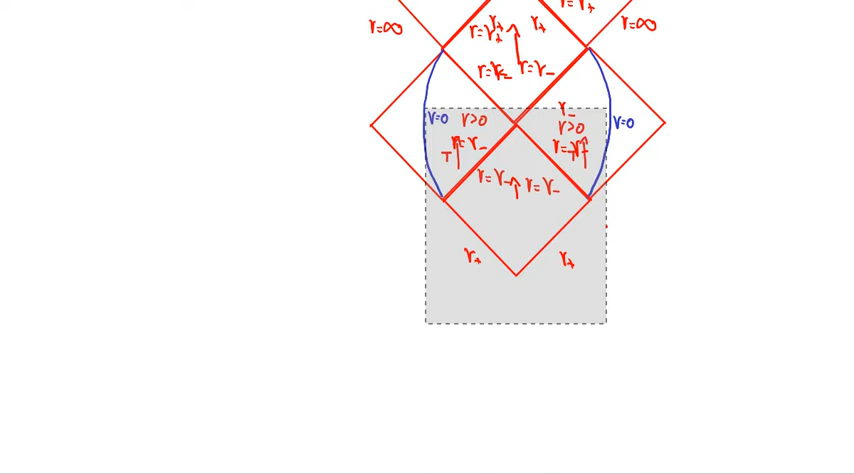 r = r₊
r = ∞
r = r₊
r₊
r = ∞
r = r₋
r = r₋
r₋
r = 0
r > 0
r > 0
r = 0
r = r₋
T
T
r = r₋
r = r₋
r₊
r₊